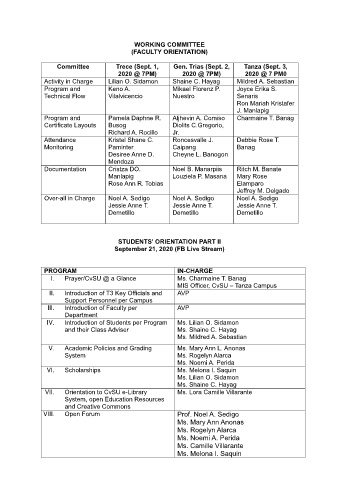 WORKING COMMITTEE
(FACULTY ORIENTATION)
Committee Trece (Sept. 1, 2020 @ 7PM) Gen. Trias (Sept. 2, 2020 @ 7PM) Tanza (Sept. 3, 2020 @ 7 PM0
Activity in Charge Lilian O. Sidamon Shaine C. Hayag Mildred A. Sebastian
Program and Technical Flow Keno A. Vilalvicencio Mikael Florenz P. Nuestro Joyce Erika S. Senaris Ron Mariah Kristafer J. Manlapig
Program and Certificate Layouts Pamela Daphne R. Busog Richard A. Rocillo Aljhevin A. Comiso Diolits C.Gregorio, Jr. Charmaine T. Banag
Attendance Monitoring Kristel Shane C. Paminter Desiree Anne D. Mendoza Roncesvalle J. Caipang Cheyne L. Banogon Debbie Rose T. Banag
Documentation Cristza DO. Manlapig Rose Ann R. Tobias Noel B. Manarpiis Louziela P. Masana Ritch M. Banate Mary Rose Elamparo Jeffrey M. Delgado
Over-all in Charge Noel A. Sedigo Jessie Anne T. Demetillo Noel A. Sedigo Jessie Anne T. Demetillo Noel A. Sedigo Jessie Anne T. Demetillo
STUDENTS' ORIENTATION PART II
September 21, 2020 (FB Live Stream)
PROGRAM IN-CHARGE
I. Prayer/CvSU @ a Glance Ms. Charmaine T. Banag
MIS Officer, CvSU – Tanza Campus
II. Introduction of T3 Key Officials and AVP
Support Personnel per Campus
III. Introduction of Faculty per AVP
Department
IV. Introduction of Students per Program Ms. Lilian O. Sidamon
and their Class Adviser Ms. Shaine C. Hayag
Ms. Mildred A. Sebastian
V. Academic Policies and Grading Ms. Mary Ann L. Anonas
System Ms. Rogelyn Alarca
Ms. Noemi A. Perida
VI. Scholarships Ms. Melona I. Saquin
Ms. Lilian O. Sidamon
Ms. Shaine C. Hayag
VII. Orientation to CvSU e-Library Ms. Lora Camille Villarante
System, open Education Resources
and Creative Commons
VIII. Open Forum Prof. Noel A. Sedigo
Ms. Mary Ann Anonas
Ms. Rogelyn Alarca
Ms. Noemi A. Perida
Ms. Camille Villarante
Ms. Melona I. Saquin